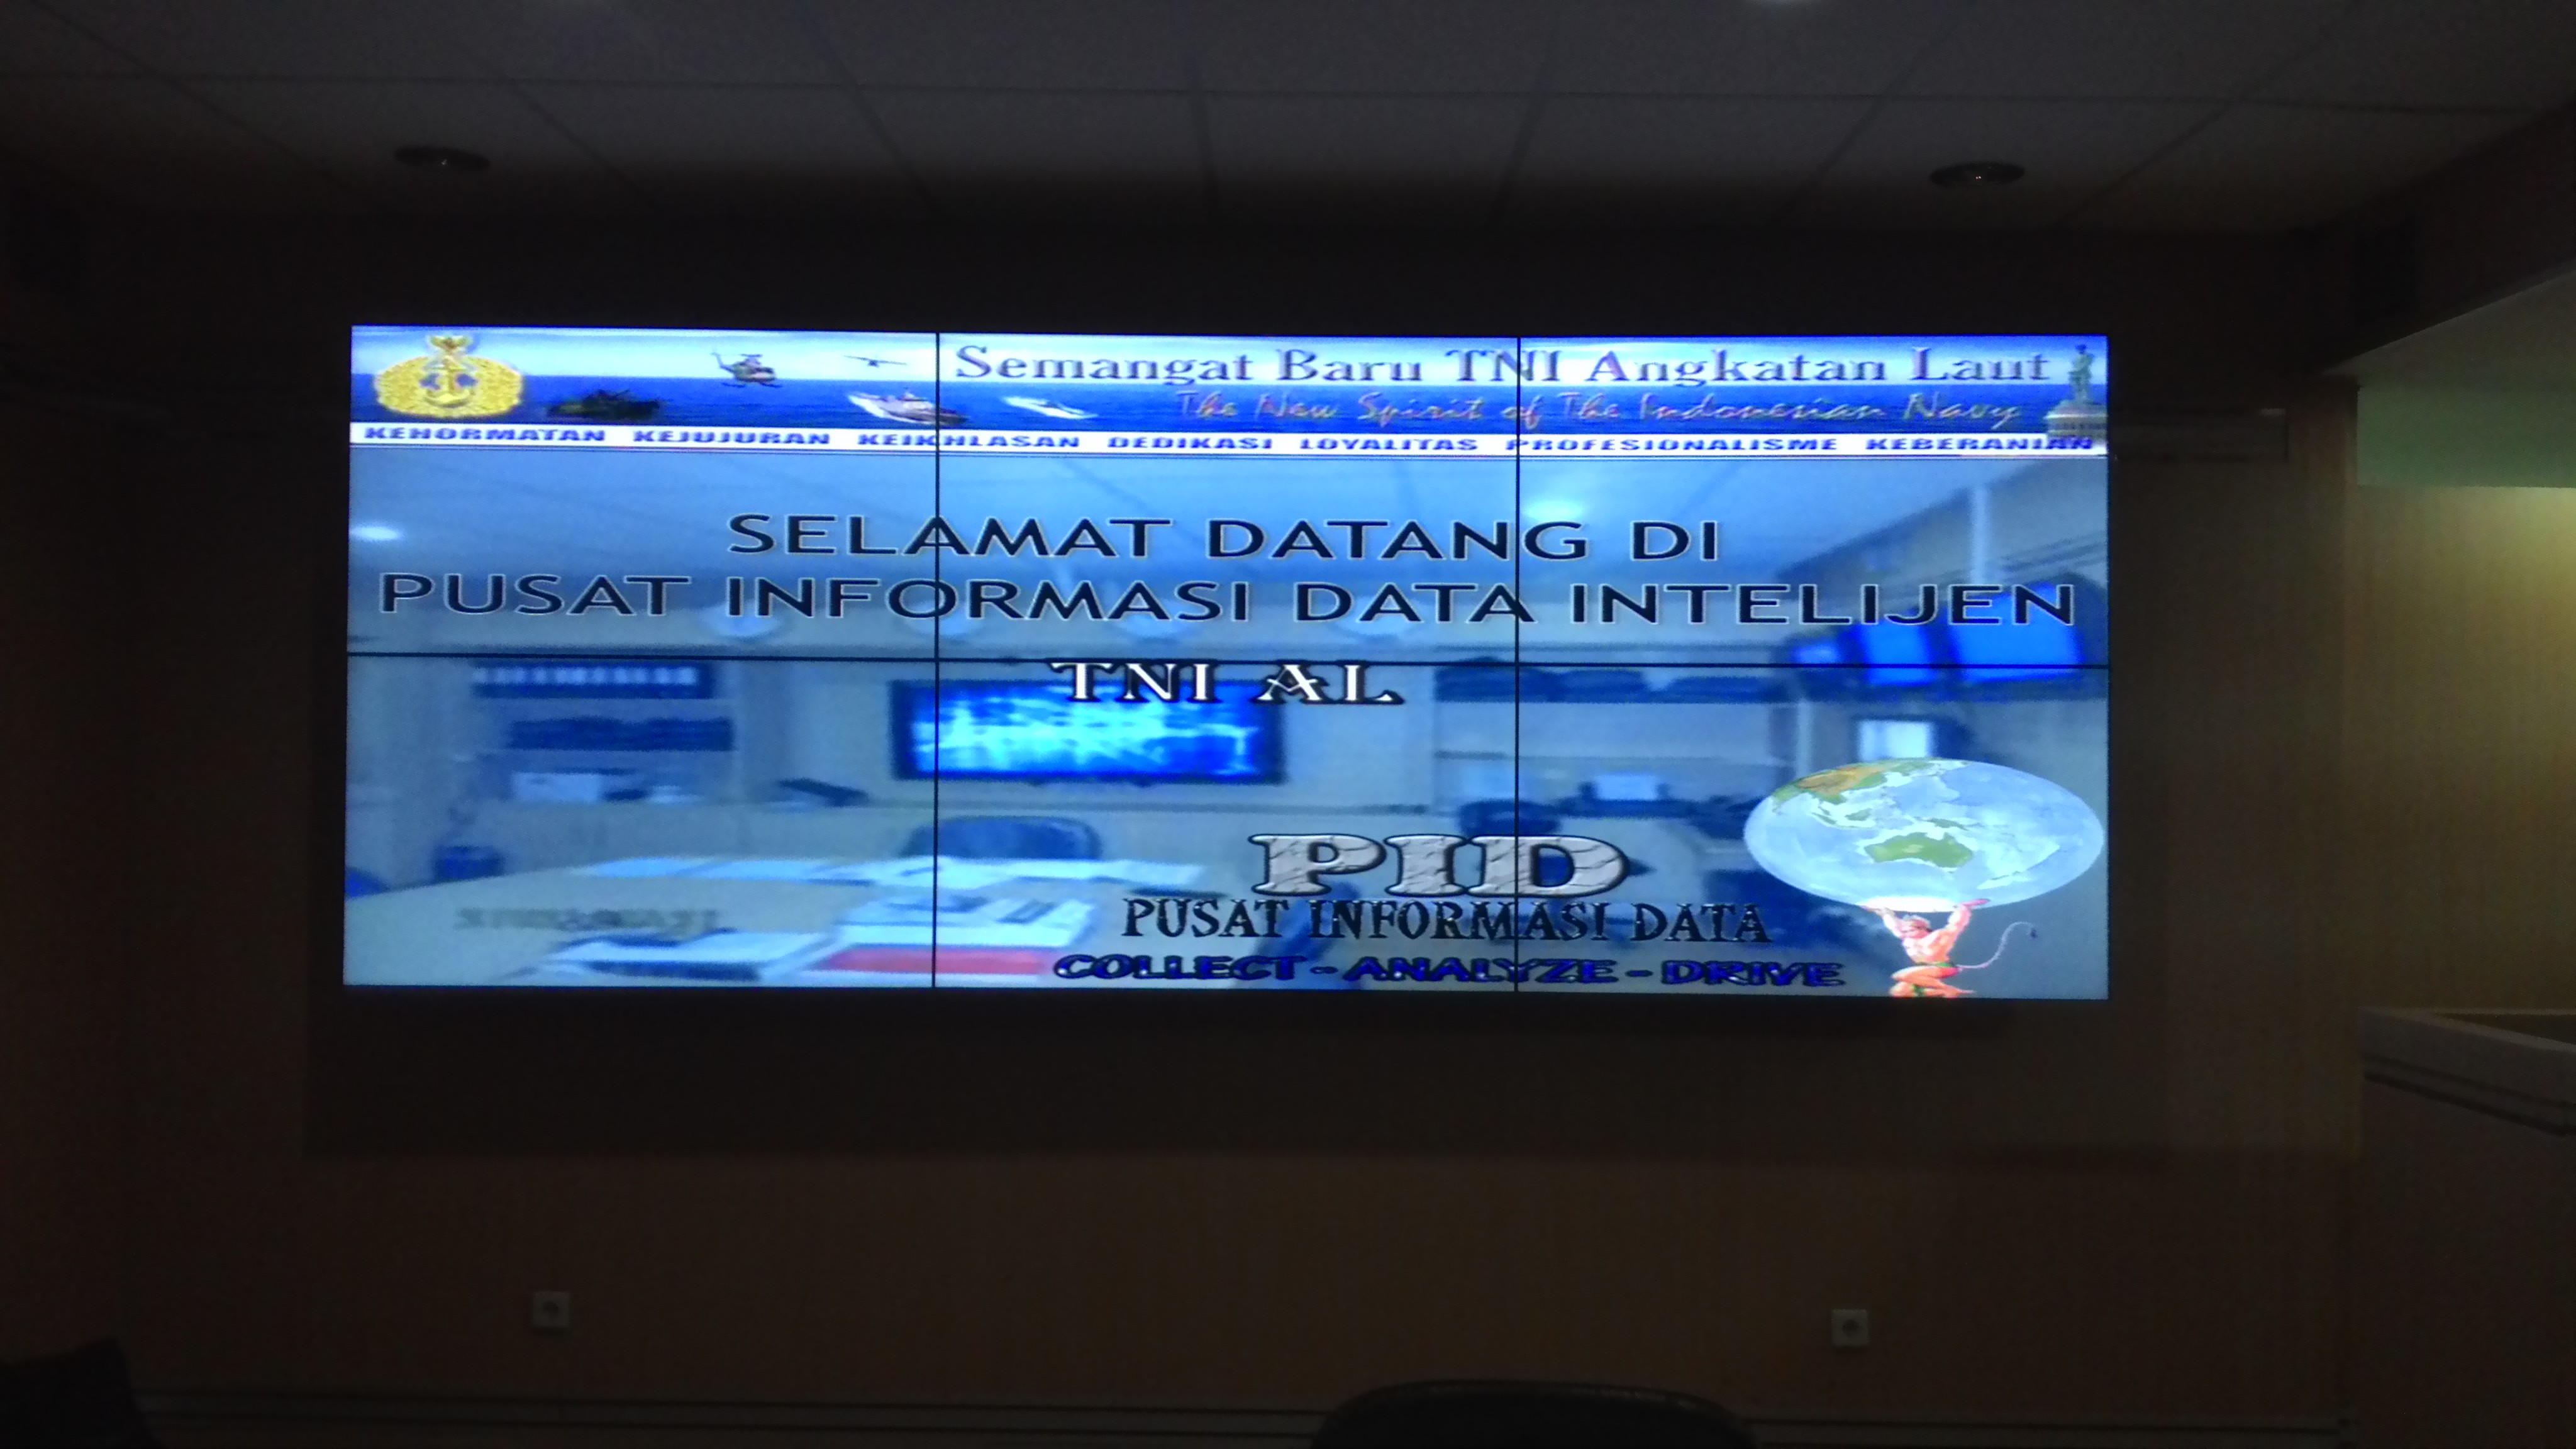 Semangat Baru TNI Angkatan Laut
The New Spirit of The Indonesian Navy
KEHORMATAN KEJUJURAN KEIKHLASAN DEDIKASI LOYALITAS PROFESIONALISME KEBERANIAN
SELAMAT DATANG DI
PUSAT INFORMASI DATA INTELIJEN
TNI AL
PID
PUSAT INFORMASI DATA
COLLECT - ANALYZE - DRIVE